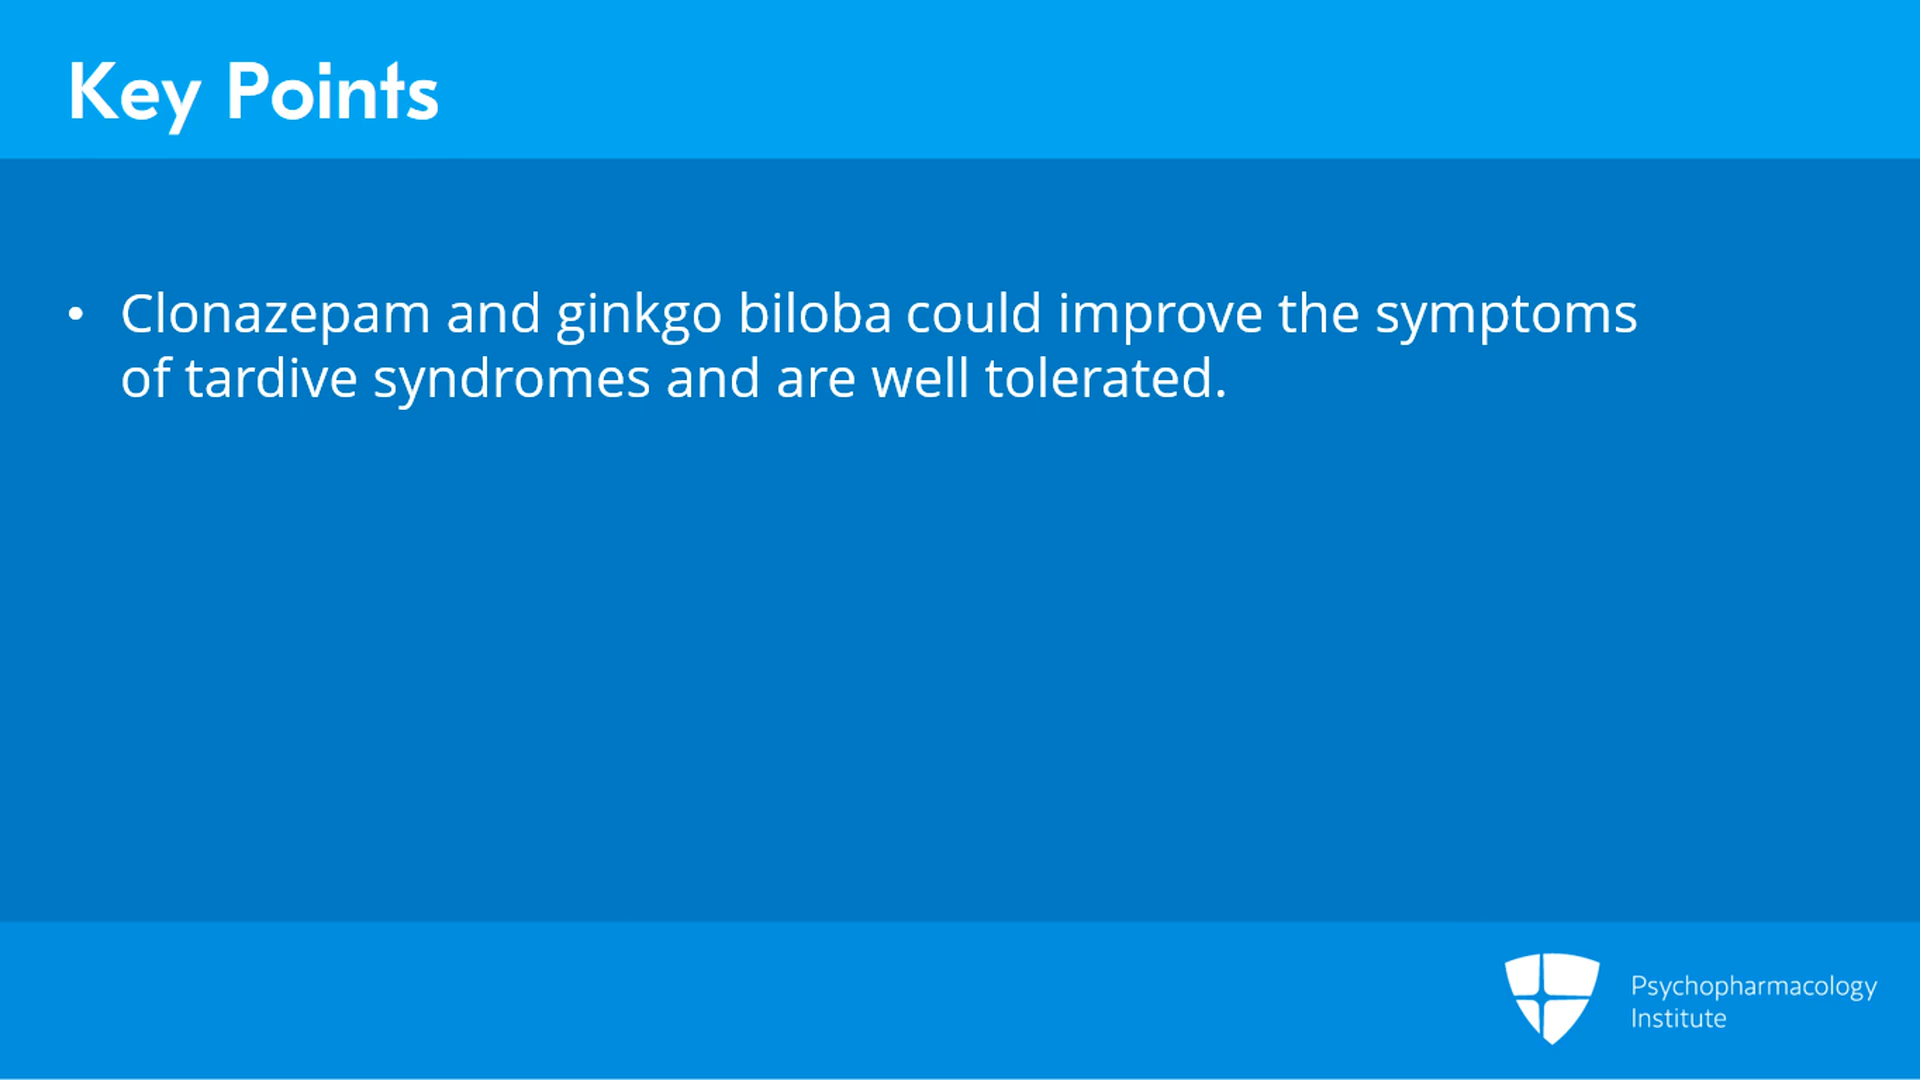 Key Points
• Clonazepam and ginkgo biloba could improve the symptoms
of tardive syndromes and are well tolerated.
Psychopharmacology
Institute